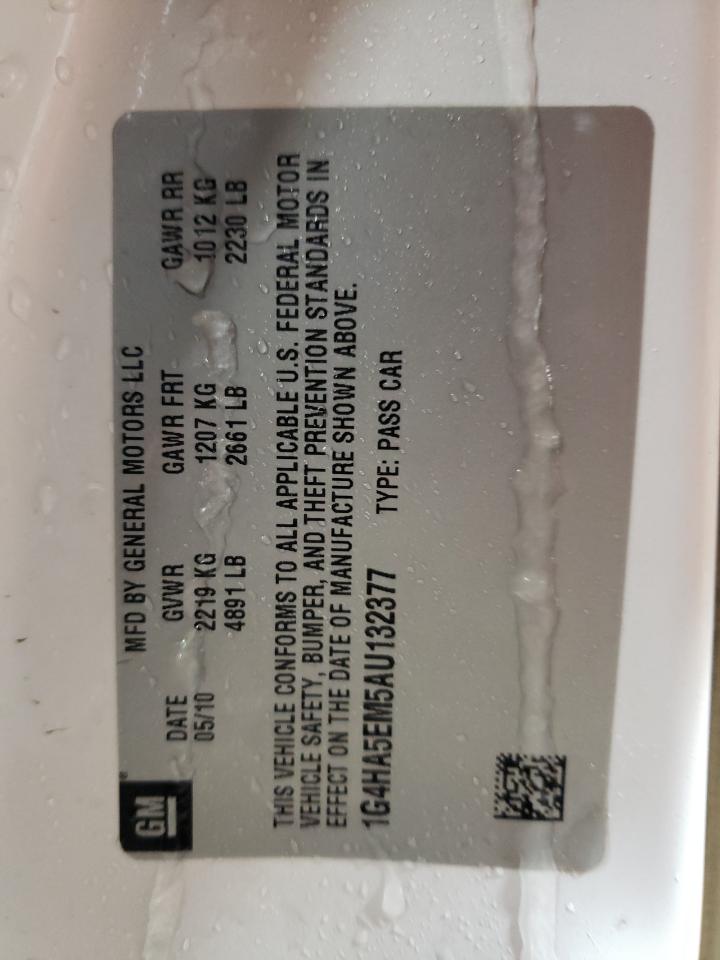 GM
MFD BY GENERAL MOTORS LLC
DATE GVWR GAWR FRT GAWR RR
05/10 2219 KG 1207 KG 1012 KG
4891 LB 2661 LB 2230 LB
THIS VEHICLE CONFORMS TO ALL APPLICABLE U.S. FEDERAL MOTOR
VEHICLE SAFETY, BUMPER, AND THEFT PREVENTION STANDARDS IN
EFFECT ON THE DATE OF MANUFACTURE SHOWN ABOVE.
1G4HA5EM5AU132377 TYPE: PASS CAR